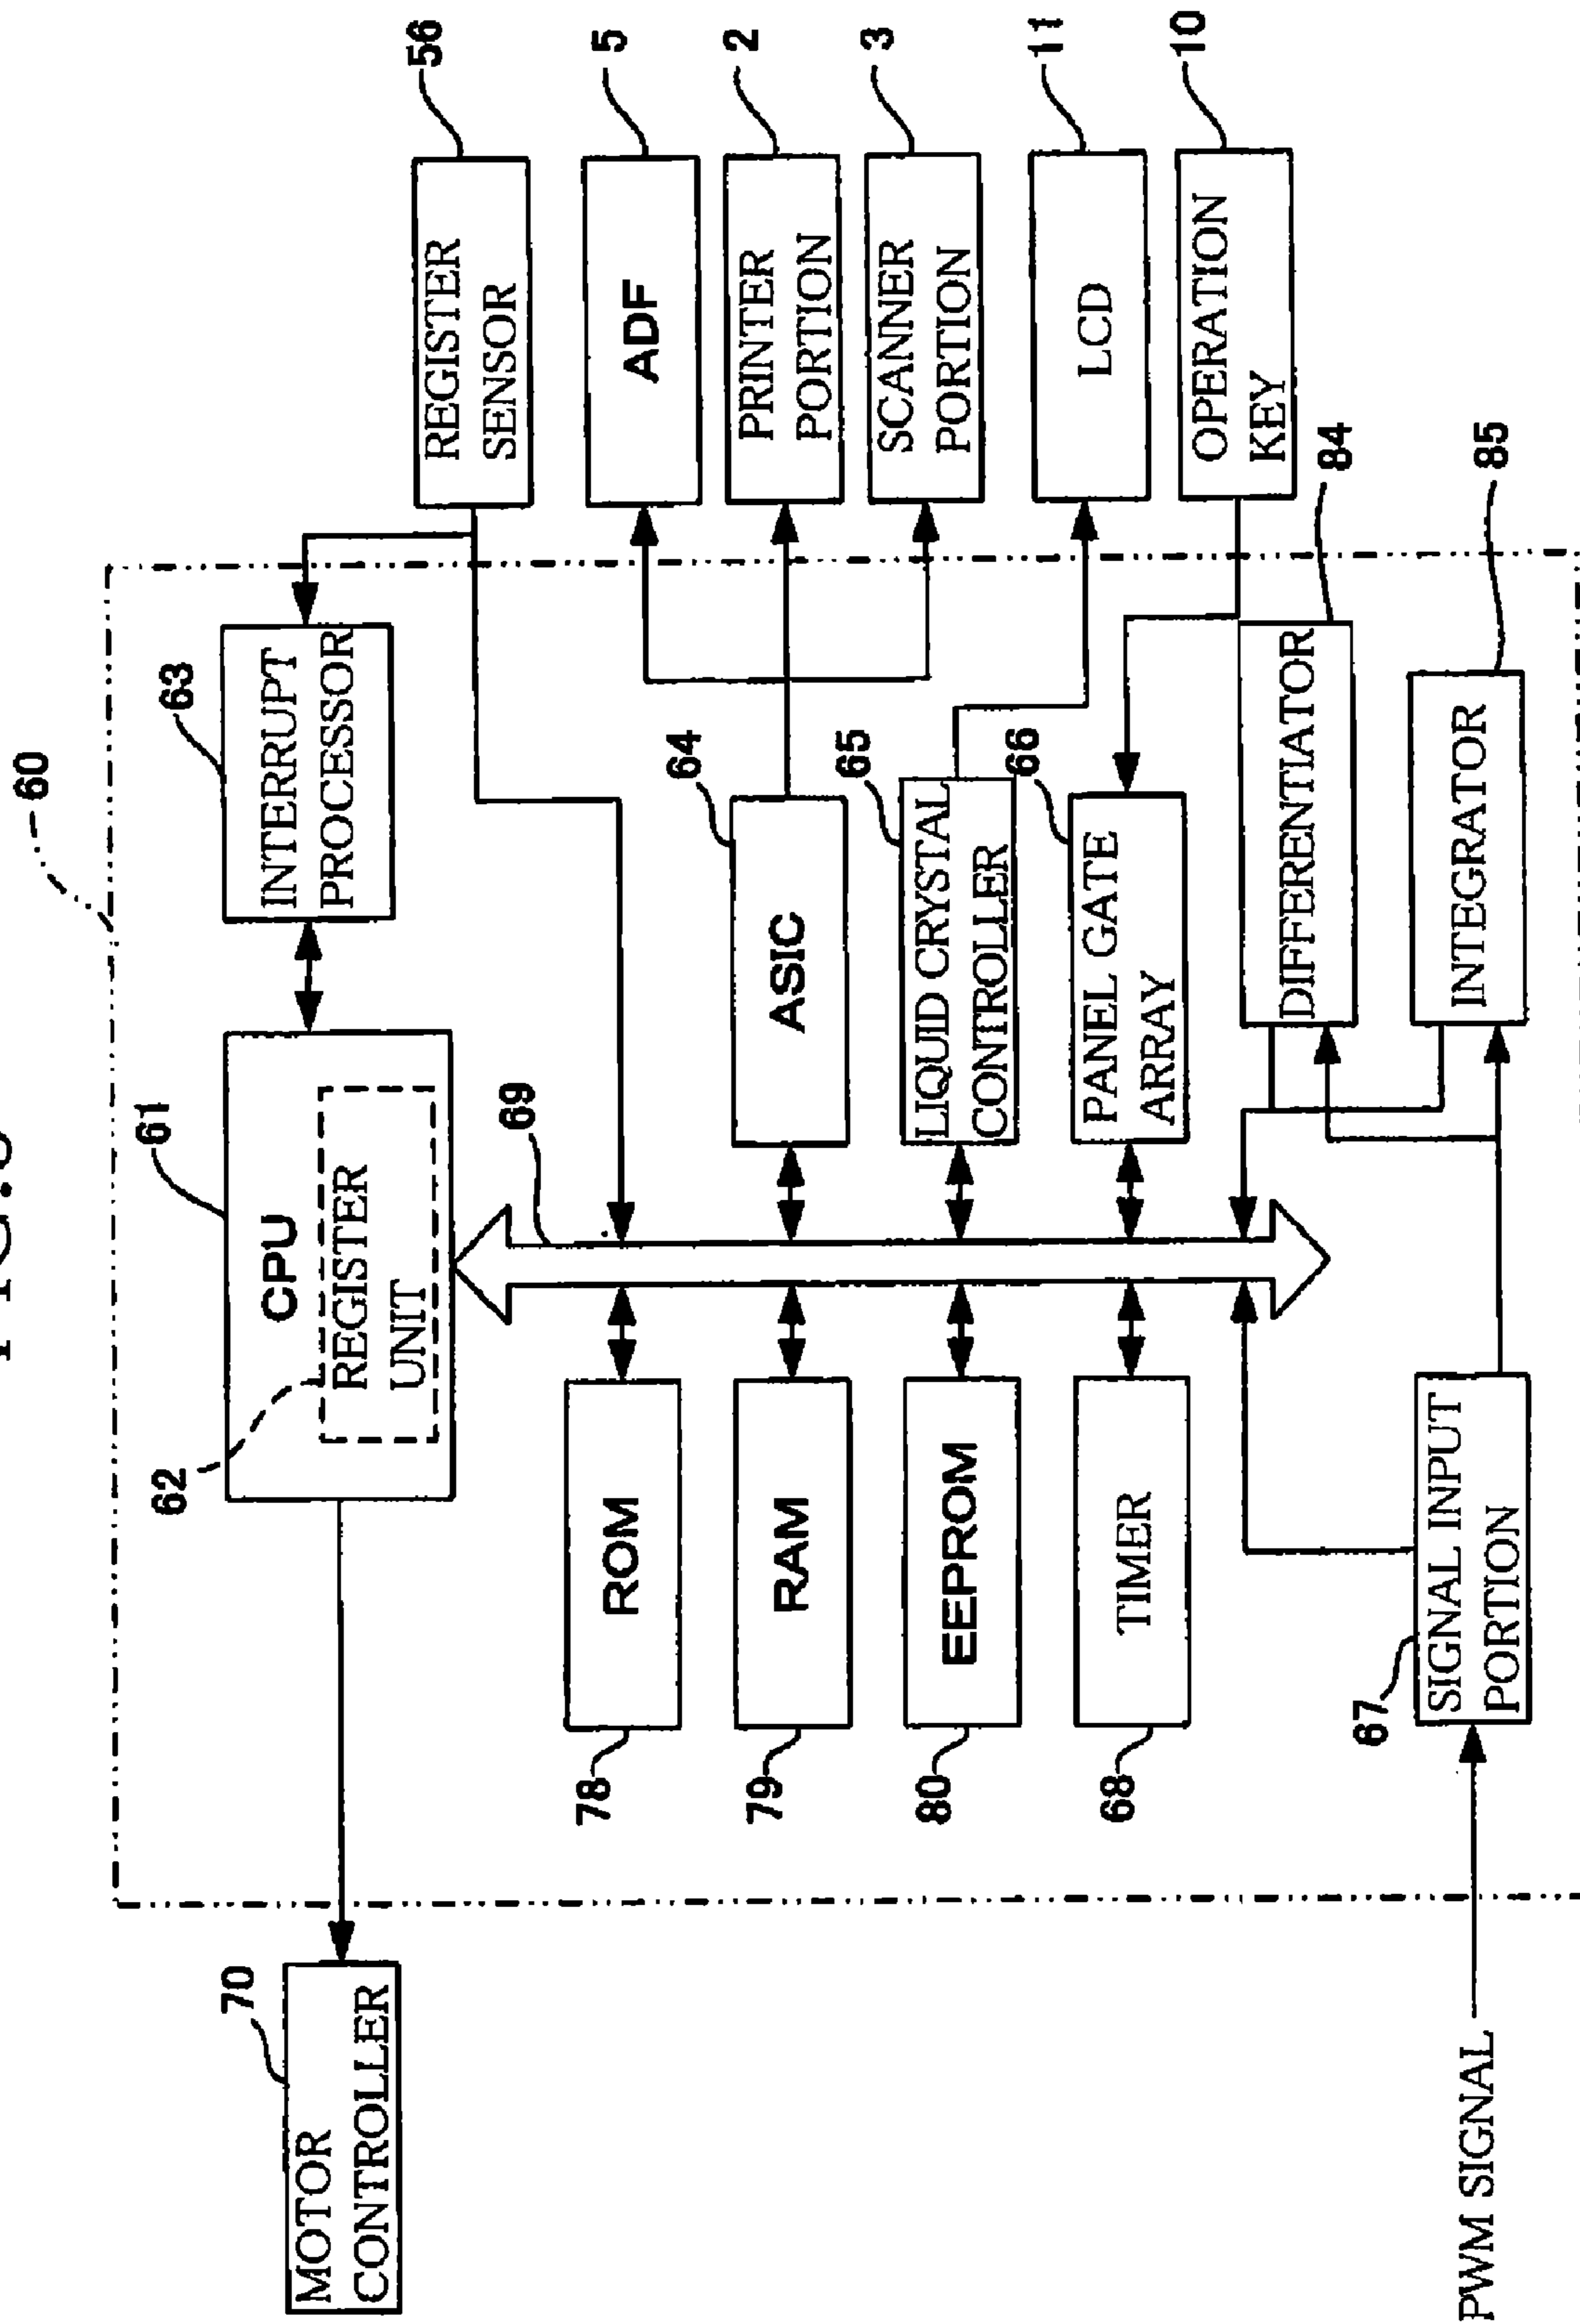 60
70
MOTOR
CONTROLLER
61
CPU
62
REGISTER
UNIT
63
INTERRUPT
PROCESSOR
56
REGISTER
SENSOR
69
78
ROM
79
RAM
80
EEPROM
68
TIMER
64
ASIC
65
LIQUID CRYSTAL
CONTROLLER
66
PANEL GATE
ARRAY
5
ADF
2
PRINTER
PORTION
3
SCANNER
PORTION
11
LCD
10
OPERATION
KEY
84
DIFFERENTIATOR
85
INTEGRATOR
67
SIGNAL INPUT
PORTION
PWM SIGNAL